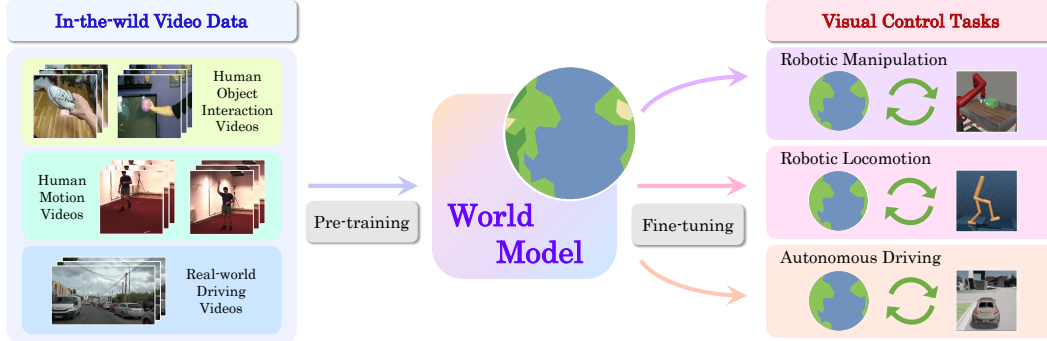 In-the-wild Video Data
Human
Object
Interaction
Videos
Human
Motion
Videos
Real-world
Driving
Videos
Pre-training
World
Model
Fine-tuning
Visual Control Tasks
Robotic Manipulation
Robotic Locomotion
Autonomous Driving